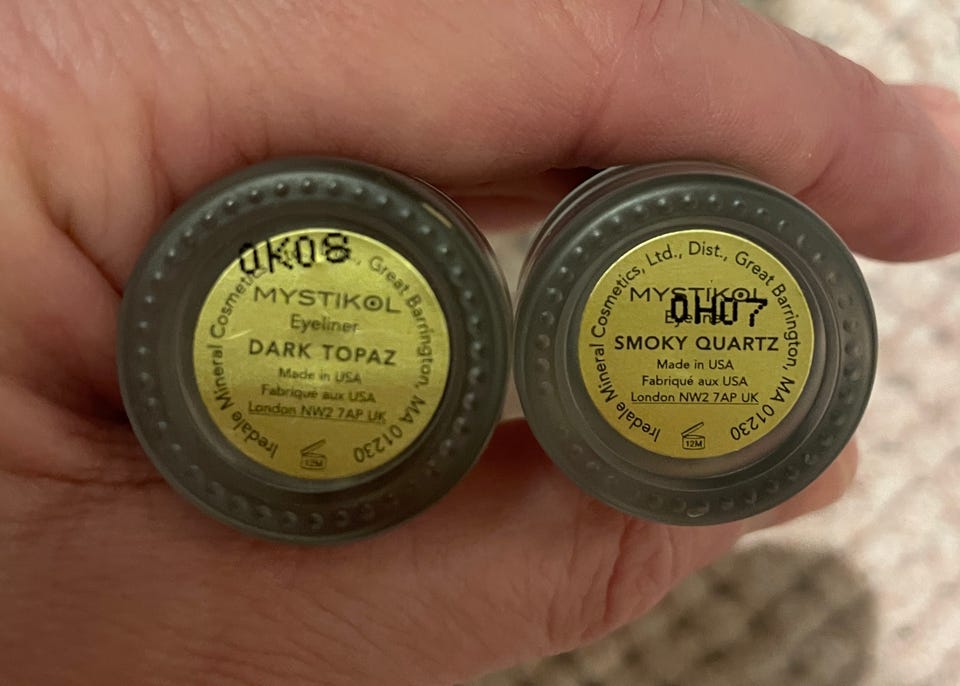 0K08
Iredale Mineral Cosmetics, Ltd., Dist., Great Barrington, MA 01230
MYSTIKOL
Eyeliner
DARK TOPAZ
Made in USA
Fabriqué aux USA
London NW2 7AP UK
12M
Iredale Mineral Cosmetics, Ltd., Dist., Great Barrington, MA 01230
MYSTIKOL
0H07
Eyeliner
SMOKY QUARTZ
Made in USA
Fabriqué aux USA
London NW2 7AP UK
12M